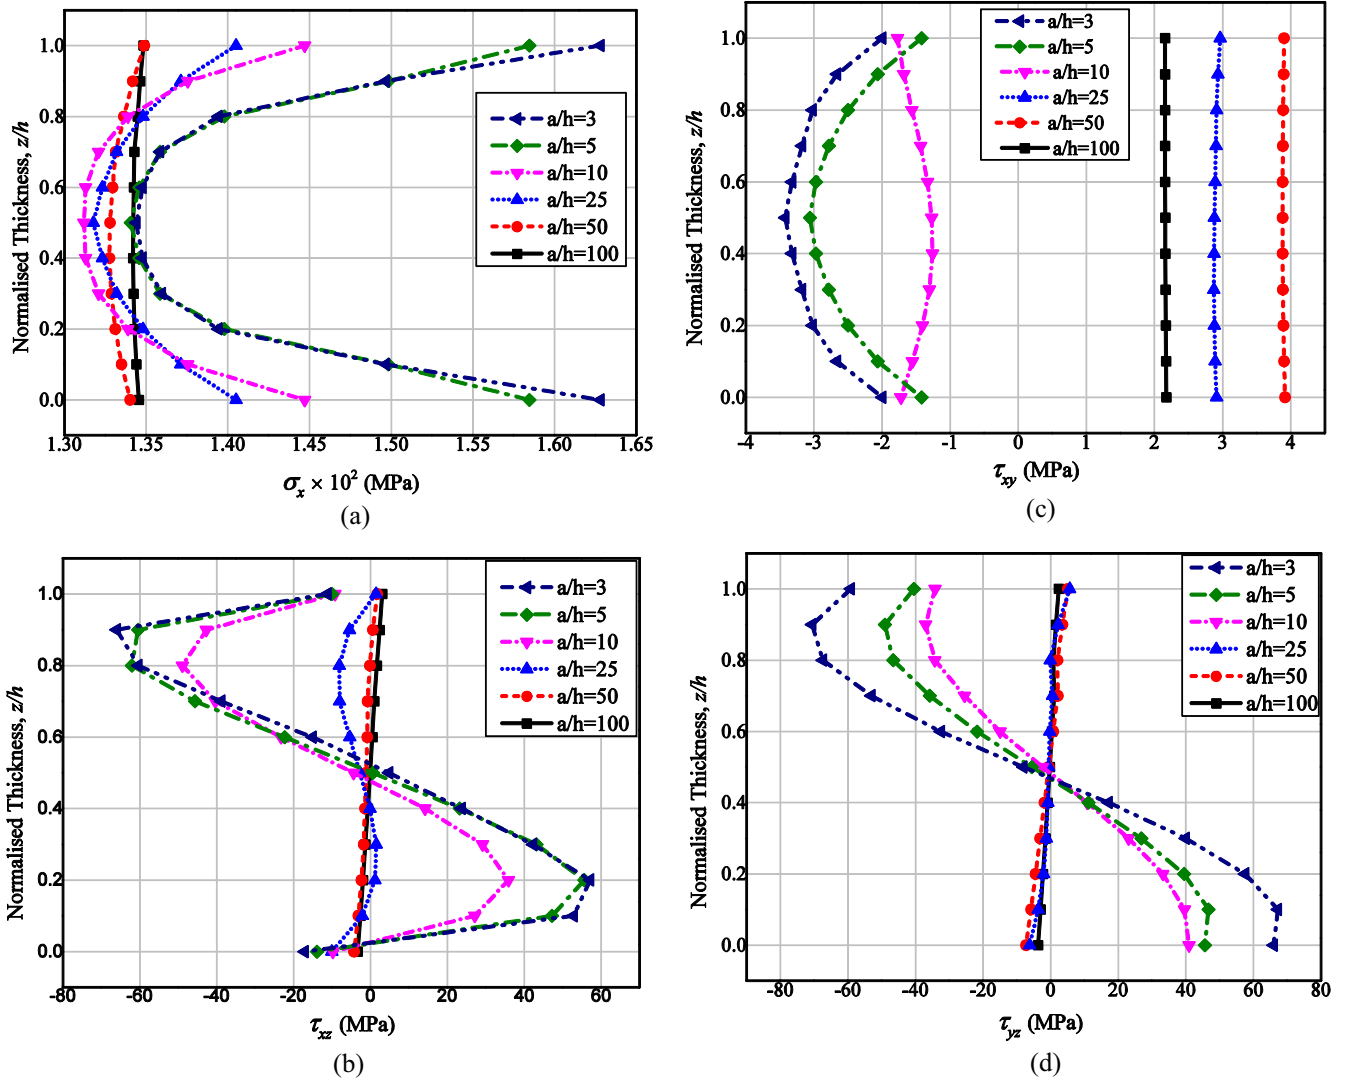 Normalised Thickness, z/h
1.0
0.8
0.6
0.4
0.2
0.0
a/h=3
a/h=5
a/h=10
a/h=25
a/h=50
a/h=100
1.30 1.35 1.40 1.45 1.50 1.55 1.60 1.65
σx × 10² (MPa)
(a)
Normalised Thickness, z/h
1.0
0.8
0.6
0.4
0.2
0.0
a/h=3
a/h=5
a/h=10
a/h=25
a/h=50
a/h=100
-4 -3 -2 -1 0 1 2 3 4
τxy (MPa)
(c)
Normalised Thickness, z/h
1.0
0.8
0.6
0.4
0.2
0.0
a/h=3
a/h=5
a/h=10
a/h=25
a/h=50
a/h=100
-80 -60 -40 -20 0 20 40 60
τxz (MPa)
(b)
Normalised Thickness, z/h
1.0
0.8
0.6
0.4
0.2
0.0
a/h=3
a/h=5
a/h=10
a/h=25
a/h=50
a/h=100
-80 -60 -40 -20 0 20 40 60 80
τyz (MPa)
(d)